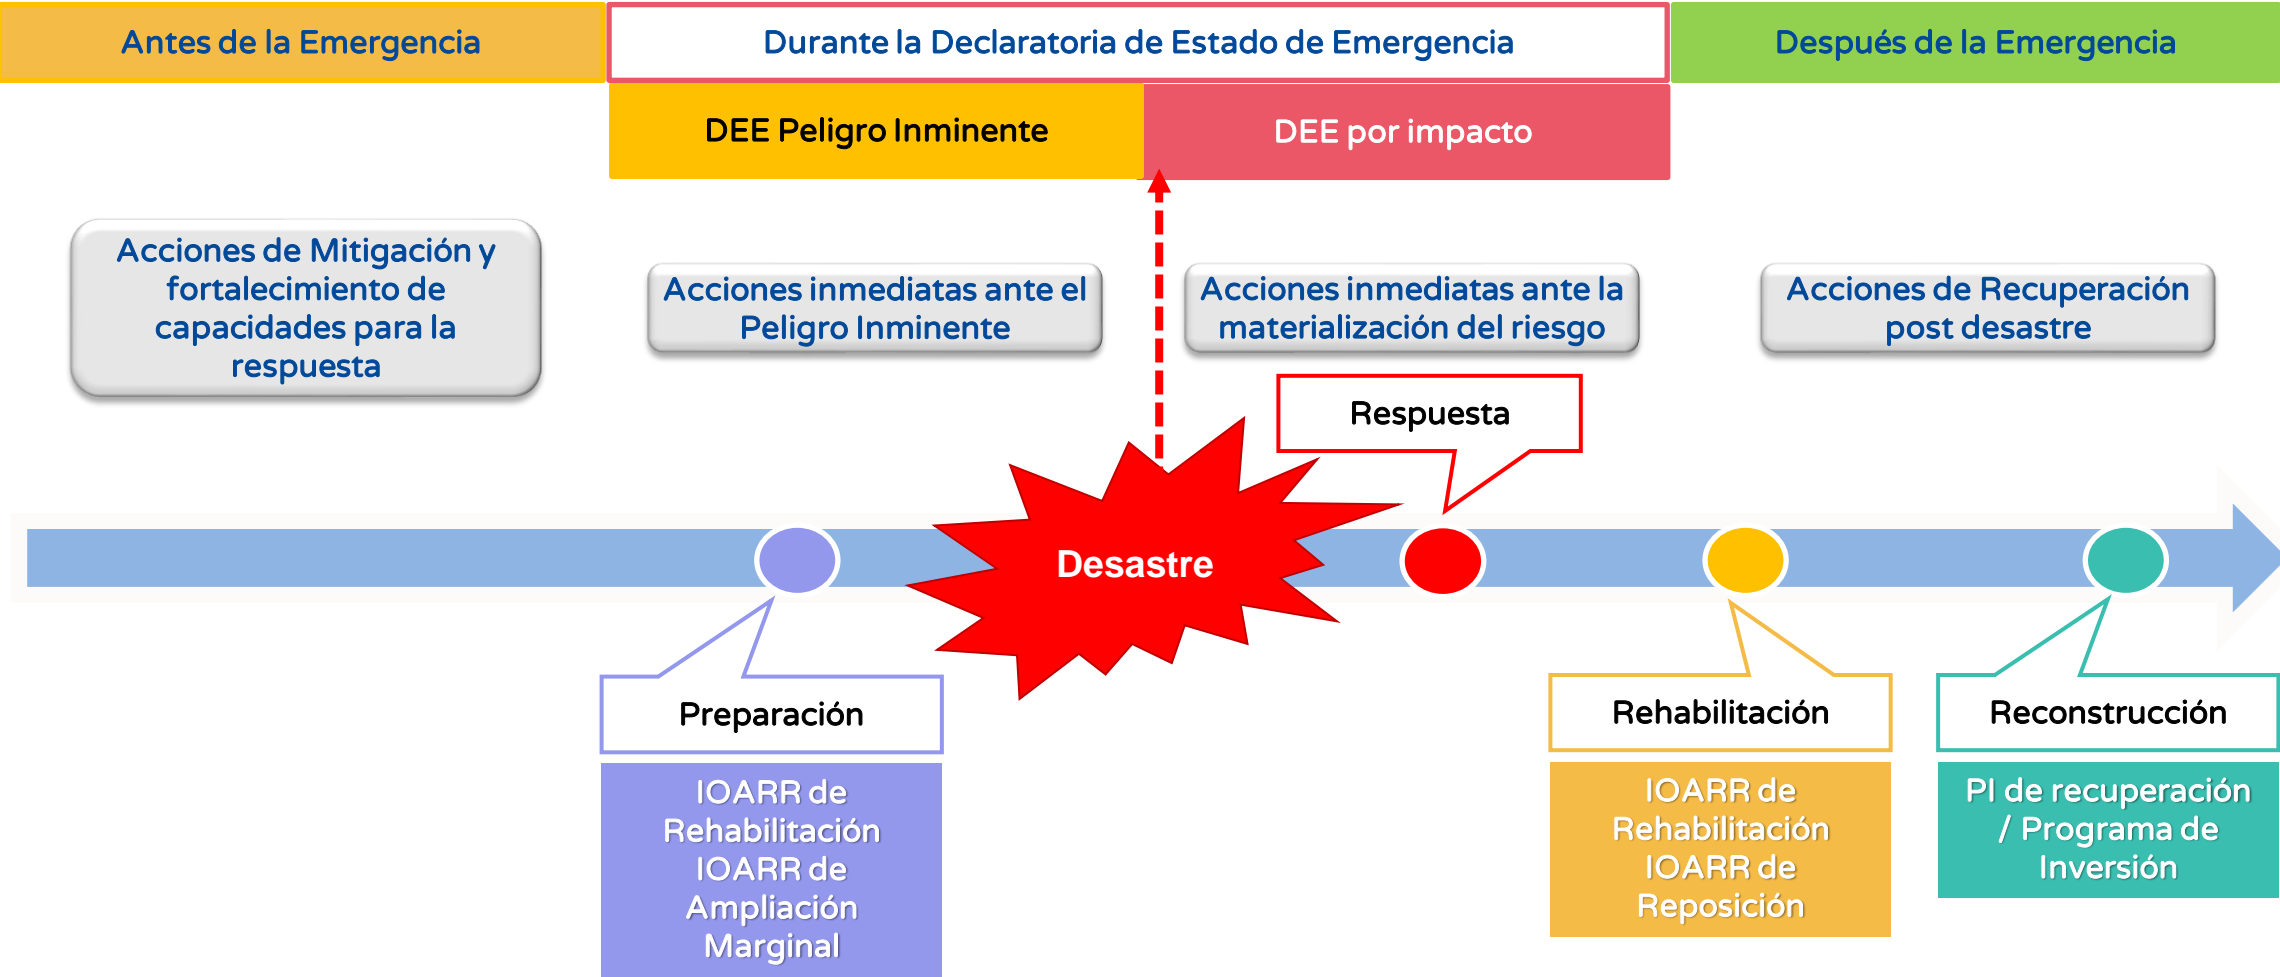 Antes de la Emergencia
Durante la Declaratoria de Estado de Emergencia
Después de la Emergencia
DEE Peligro Inminente
DEE por impacto
Acciones de Mitigación y
fortalecimiento de
capacidades para la
respuesta
Acciones inmediatas ante el
Peligro Inminente
Acciones inmediatas ante la
materialización del riesgo
Acciones de Recuperación
post desastre
Respuesta
Desastre
Preparación
IOARR de
Rehabilitación
IOARR de
Ampliación
Marginal
Rehabilitación
IOARR de
Rehabilitación
IOARR de
Reposición
Reconstrucción
PI de recuperación
/ Programa de
Inversión